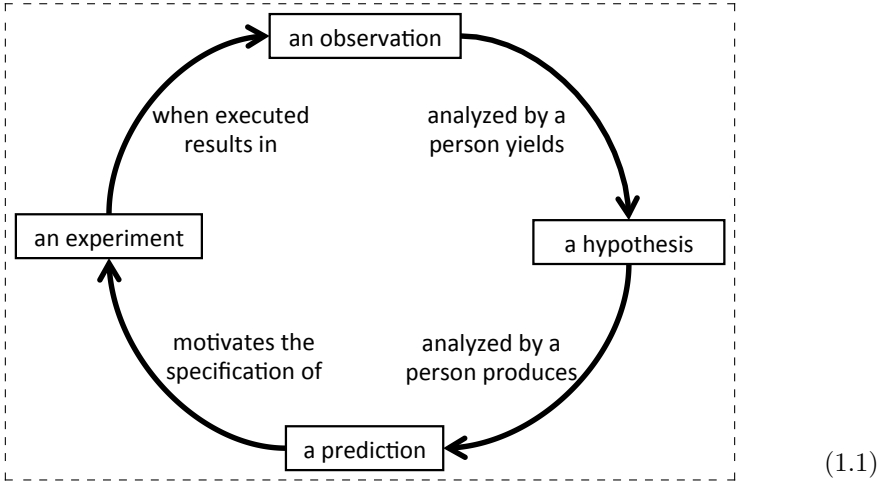 an observation
when executed
results in
analyzed by a
person yields
an experiment
a hypothesis
motivates the
specification of
analyzed by a
person produces
a prediction
(1.1)